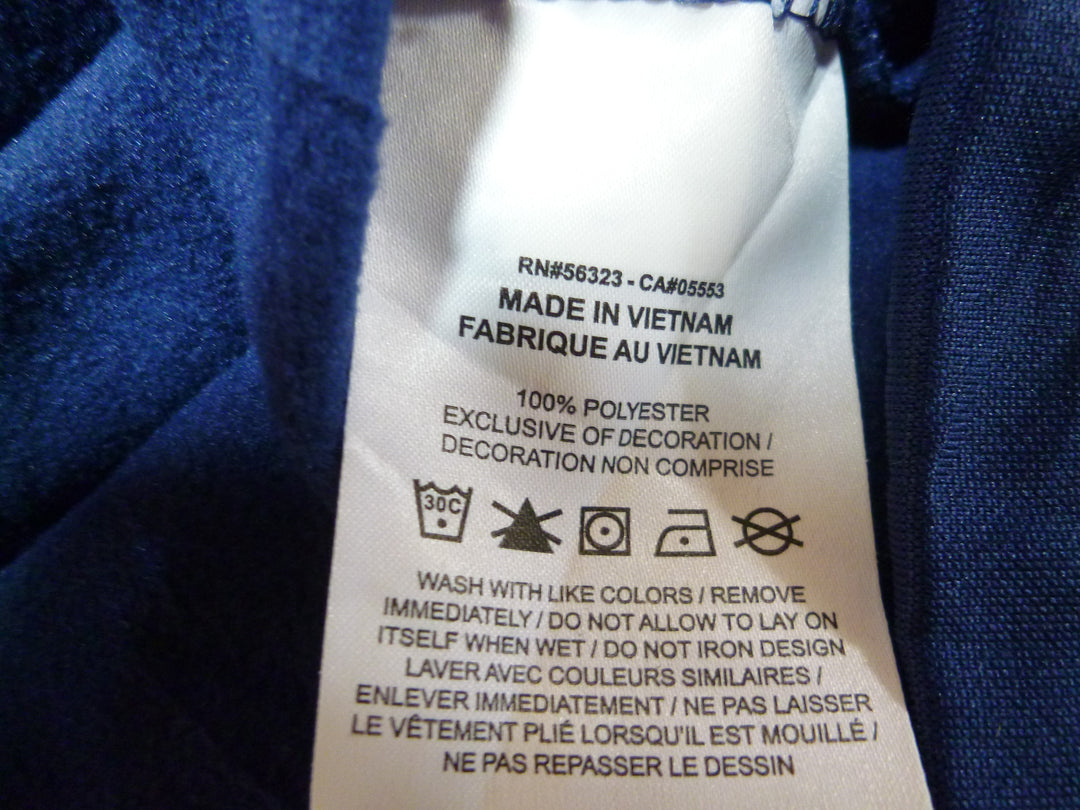 RN#56323 - CA#05553
MADE IN VIETNAM
FABRIQUE AU VIETNAM
100% POLYESTER
EXCLUSIVE OF DECORATION /
DECORATION NON COMPRISE
30C
WASH WITH LIKE COLORS / REMOVE
IMMEDIATELY / DO NOT ALLOW TO LAY ON
ITSELF WHEN WET / DO NOT IRON DESIGN
LAVER AVEC COULEURS SIMILAIRES /
ENLEVER IMMEDIATEMENT / NE PAS LAISSER
LE VÊTEMENT PLIÉ LORSQU'IL EST MOUILLÉ /
NE PAS REPASSER LE DESSIN